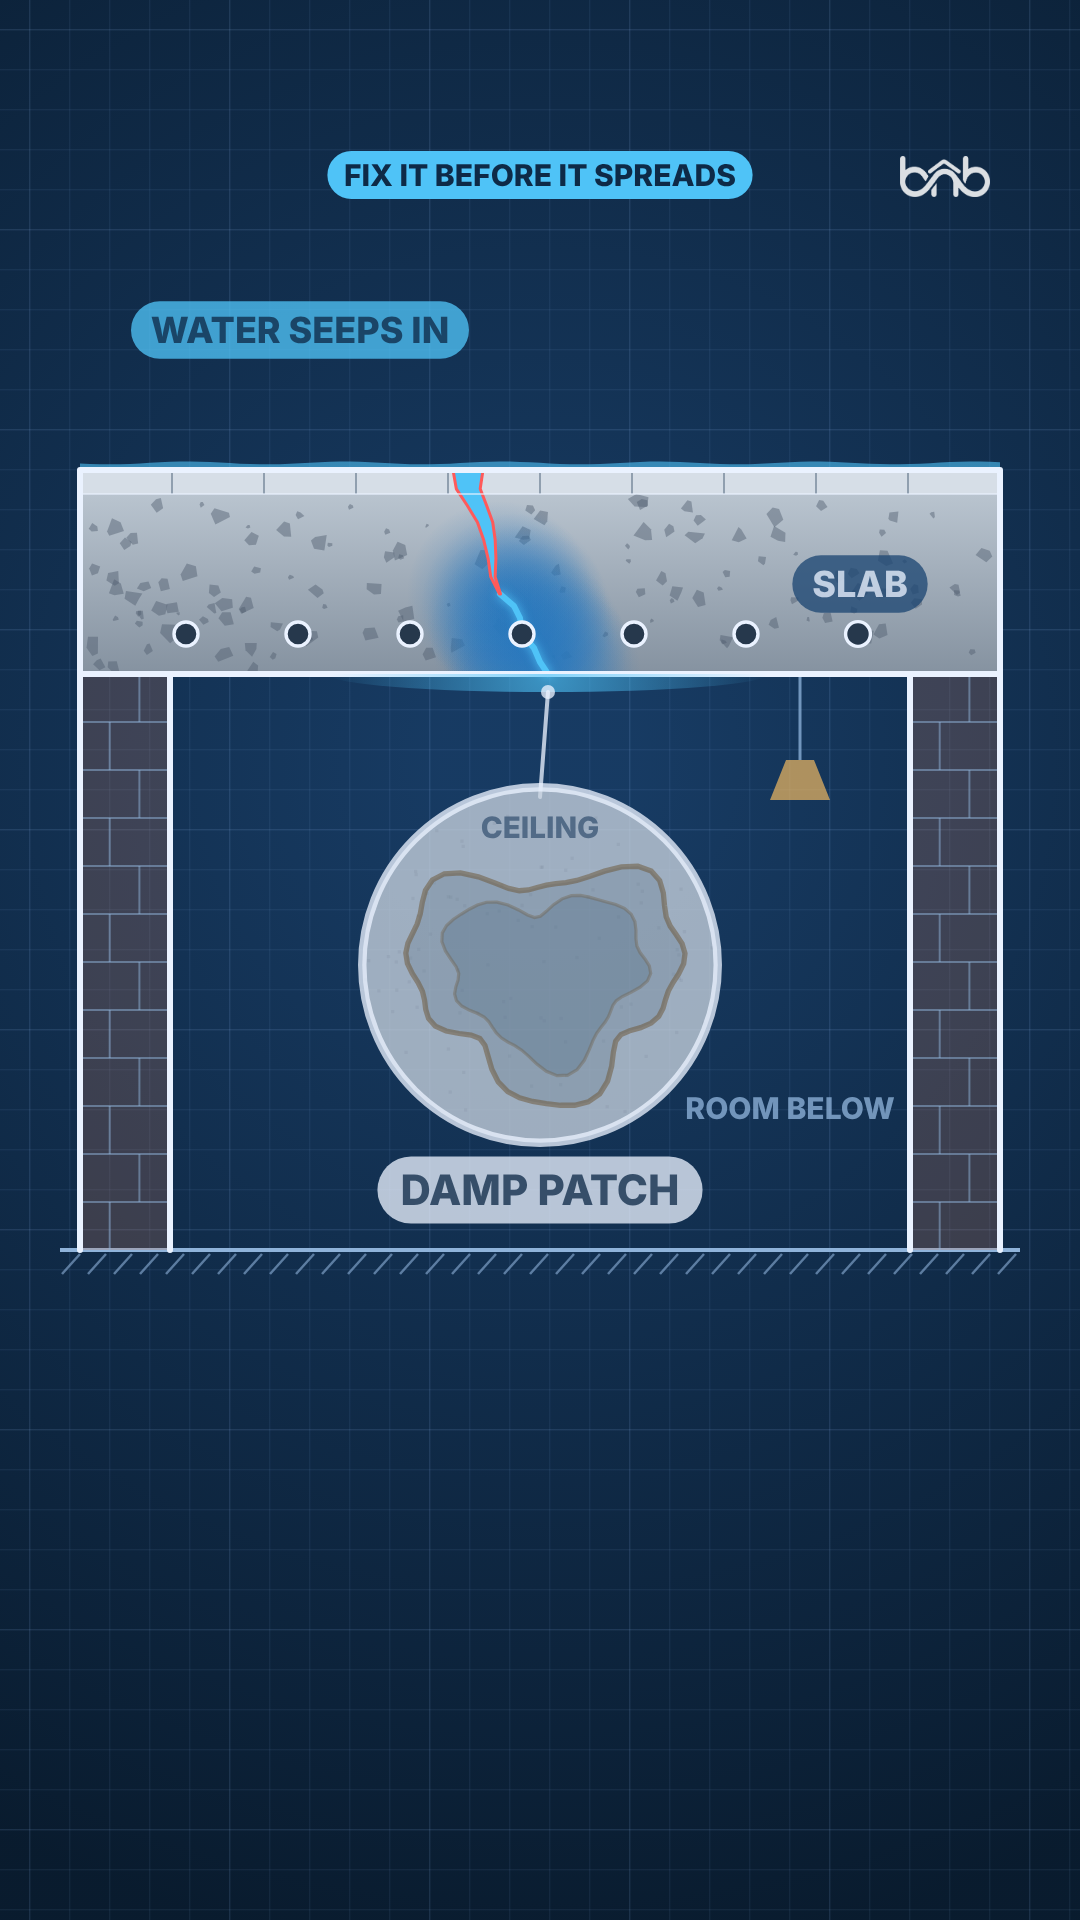 FIX IT BEFORE IT SPREADS
bnb
WATER SEEPS IN
SLAB
CEILING
ROOM BELOW
DAMP PATCH